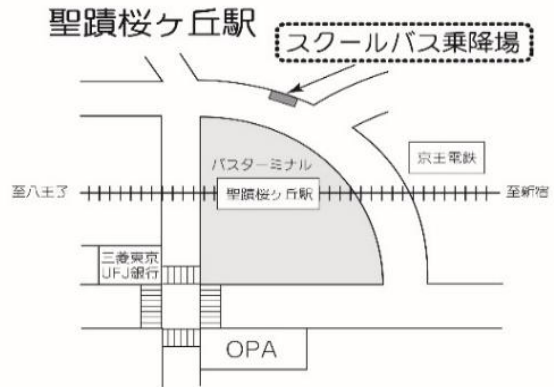 聖蹟桜ヶ丘駅
スクールバス乗降場
バスターミナル
京王電鉄
至八王子
聖蹟桜ヶ丘駅
至新宿
三菱東京
UFJ銀行
OPA